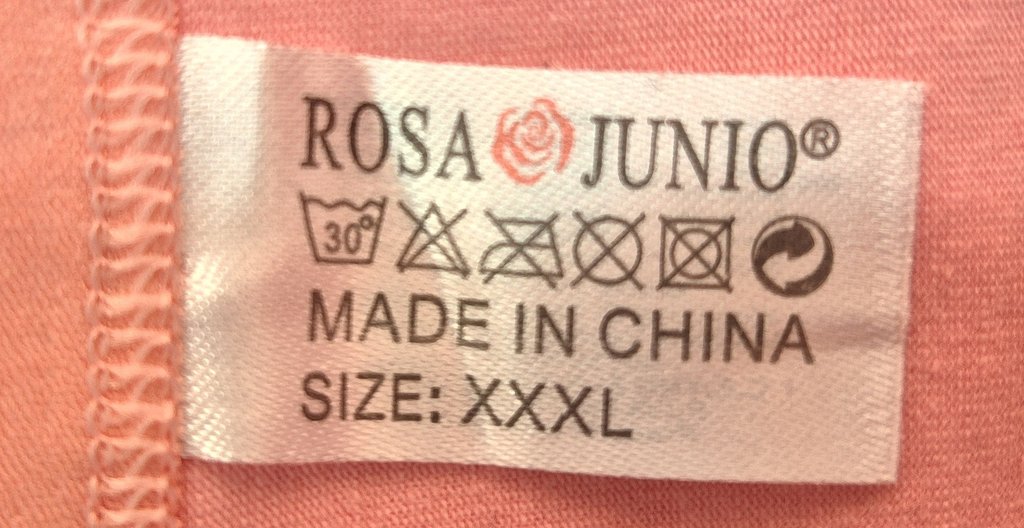 ROSA JUNIO®
30°
MADE IN CHINA
SIZE: XXXL